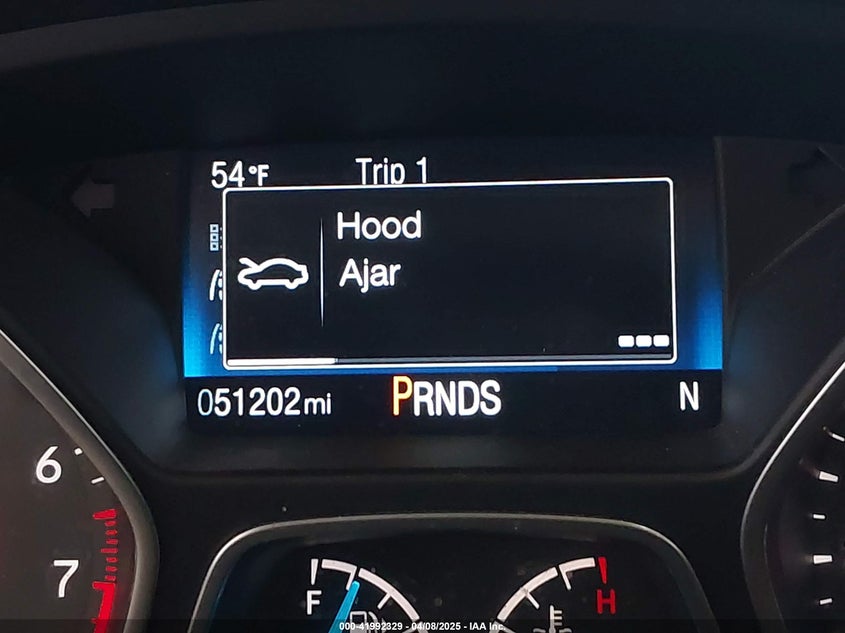 54°F Trip 1
Hood
Ajar
051202mi PRNDS N
6
7
F H
000-41992329 - 04/08/2025 - IAA Inc.